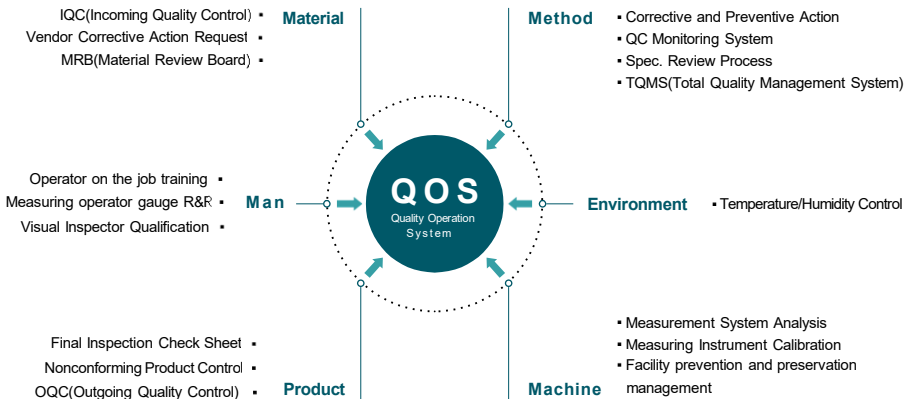 IQC(Incoming Quality Control) ▪
Vendor Corrective Action Request ▪
MRB(Material Review Board) ▪
Material
Method
▪ Corrective and Preventive Action
▪ QC Monitoring System
▪ Spec. Review Process
▪ TQMS(Total Quality Management System)
Operator on the job training ▪
Measuring operator gauge R&R ▪
Visual Inspector Qualification ▪
Man
QOS
Quality Operation
System
Environment
▪ Temperature/Humidity Control
Final Inspection Check Sheet ▪
Nonconforming Product Control ▪
OQC(Outgoing Quality Control) ▪
Product
Machine
▪ Measurement System Analysis
▪ Measuring Instrument Calibration
▪ Facility prevention and preservation
management